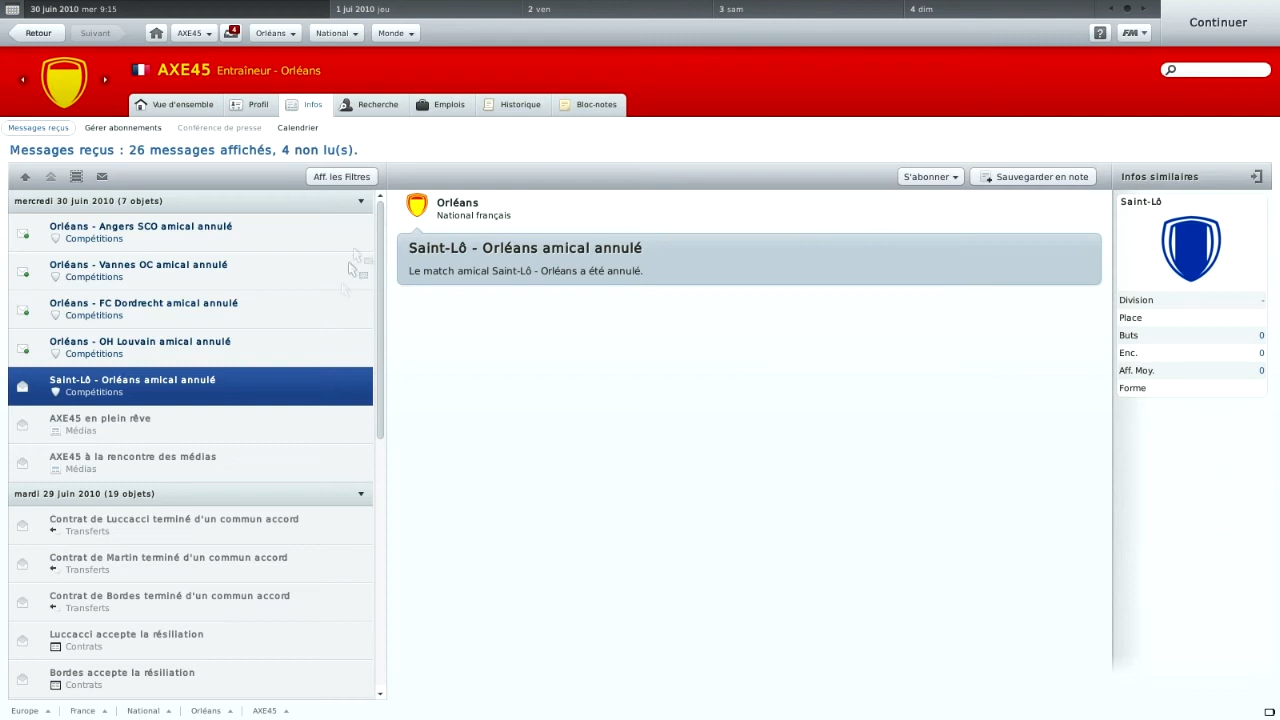 30 juin 2010 mer 9:15
1 jui 2010 jeu
2 ven
3 sam
4 dim
Continuer
Retour
Suivant
AXE45
4
Orléans
National
Monde
?
FM
AXE45 Entraîneur - Orléans
Vue d'ensemble
Profil
Infos
Recherche
Emplois
Historique
Bloc-notes
Messages reçus
Gérer abonnements
Conférence de presse
Calendrier
Messages reçus : 26 messages affichés, 4 non lu(s).
Aff. les Filtres
S'abonner
Sauvegarder en note
Infos similaires
mercredi 30 juin 2010 (7 objets)
Orléans - Angers SCO amical annulé
Compétitions
Orléans - Vannes OC amical annulé
Compétitions
Orléans - FC Dordrecht amical annulé
Compétitions
Orléans - OH Louvain amical annulé
Compétitions
Saint-Lô - Orléans amical annulé
Compétitions
AXE45 en plein rêve
Médias
AXE45 à la rencontre des médias
Médias
mardi 29 juin 2010 (19 objets)
Contrat de Luccacci terminé d'un commun accord
Transferts
Contrat de Martin terminé d'un commun accord
Transferts
Contrat de Bordes terminé d'un commun accord
Transferts
Luccacci accepte la résiliation
Contrats
Bordes accepte la résiliation
Contrats
Orléans
National français
Saint-Lô - Orléans amical annulé
Le match amical Saint-Lô - Orléans a été annulé.
Saint-Lô
Division -
Place
Buts 0
Enc. 0
Aff. Moy. 0
Forme
Europe
France
National
Orléans
AXE45